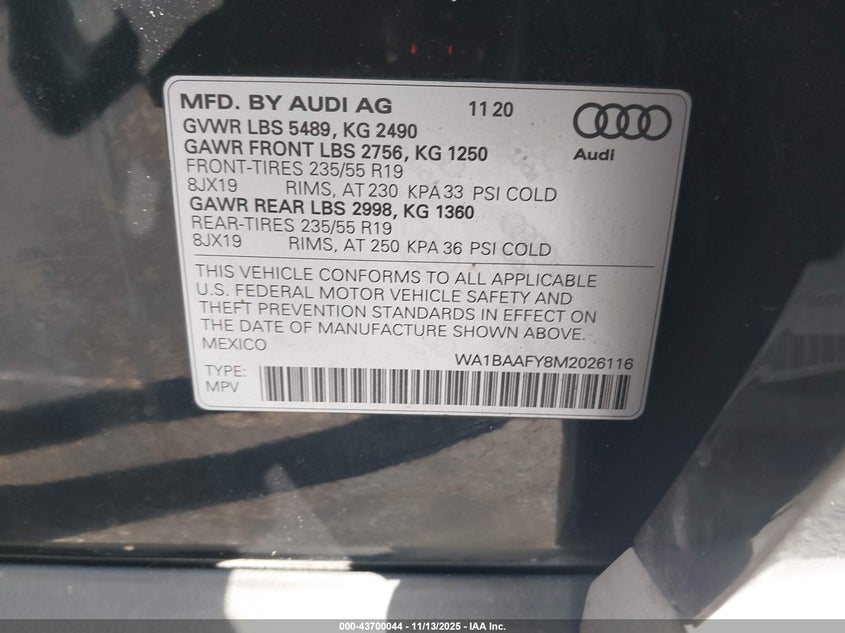 MFD. BY AUDI AG 11 20
GVWR LBS 5489, KG 2490
GAWR FRONT LBS 2756, KG 1250
Audi
FRONT-TIRES 235/55 R19
8JX19 RIMS, AT 230 KPA 33 PSI COLD
GAWR REAR LBS 2998, KG 1360
REAR-TIRES 235/55 R19
8JX19 RIMS, AT 250 KPA 36 PSI COLD
THIS VEHICLE CONFORMS TO ALL APPLICABLE
U.S. FEDERAL MOTOR VEHICLE SAFETY AND
THEFT PREVENTION STANDARDS IN EFFECT ON
THE DATE OF MANUFACTURE SHOWN ABOVE.
MEXICO
WA1BAAFY8M2026116
TYPE:
MPV
000-43700044 - 11/13/2025 - IAA Inc.